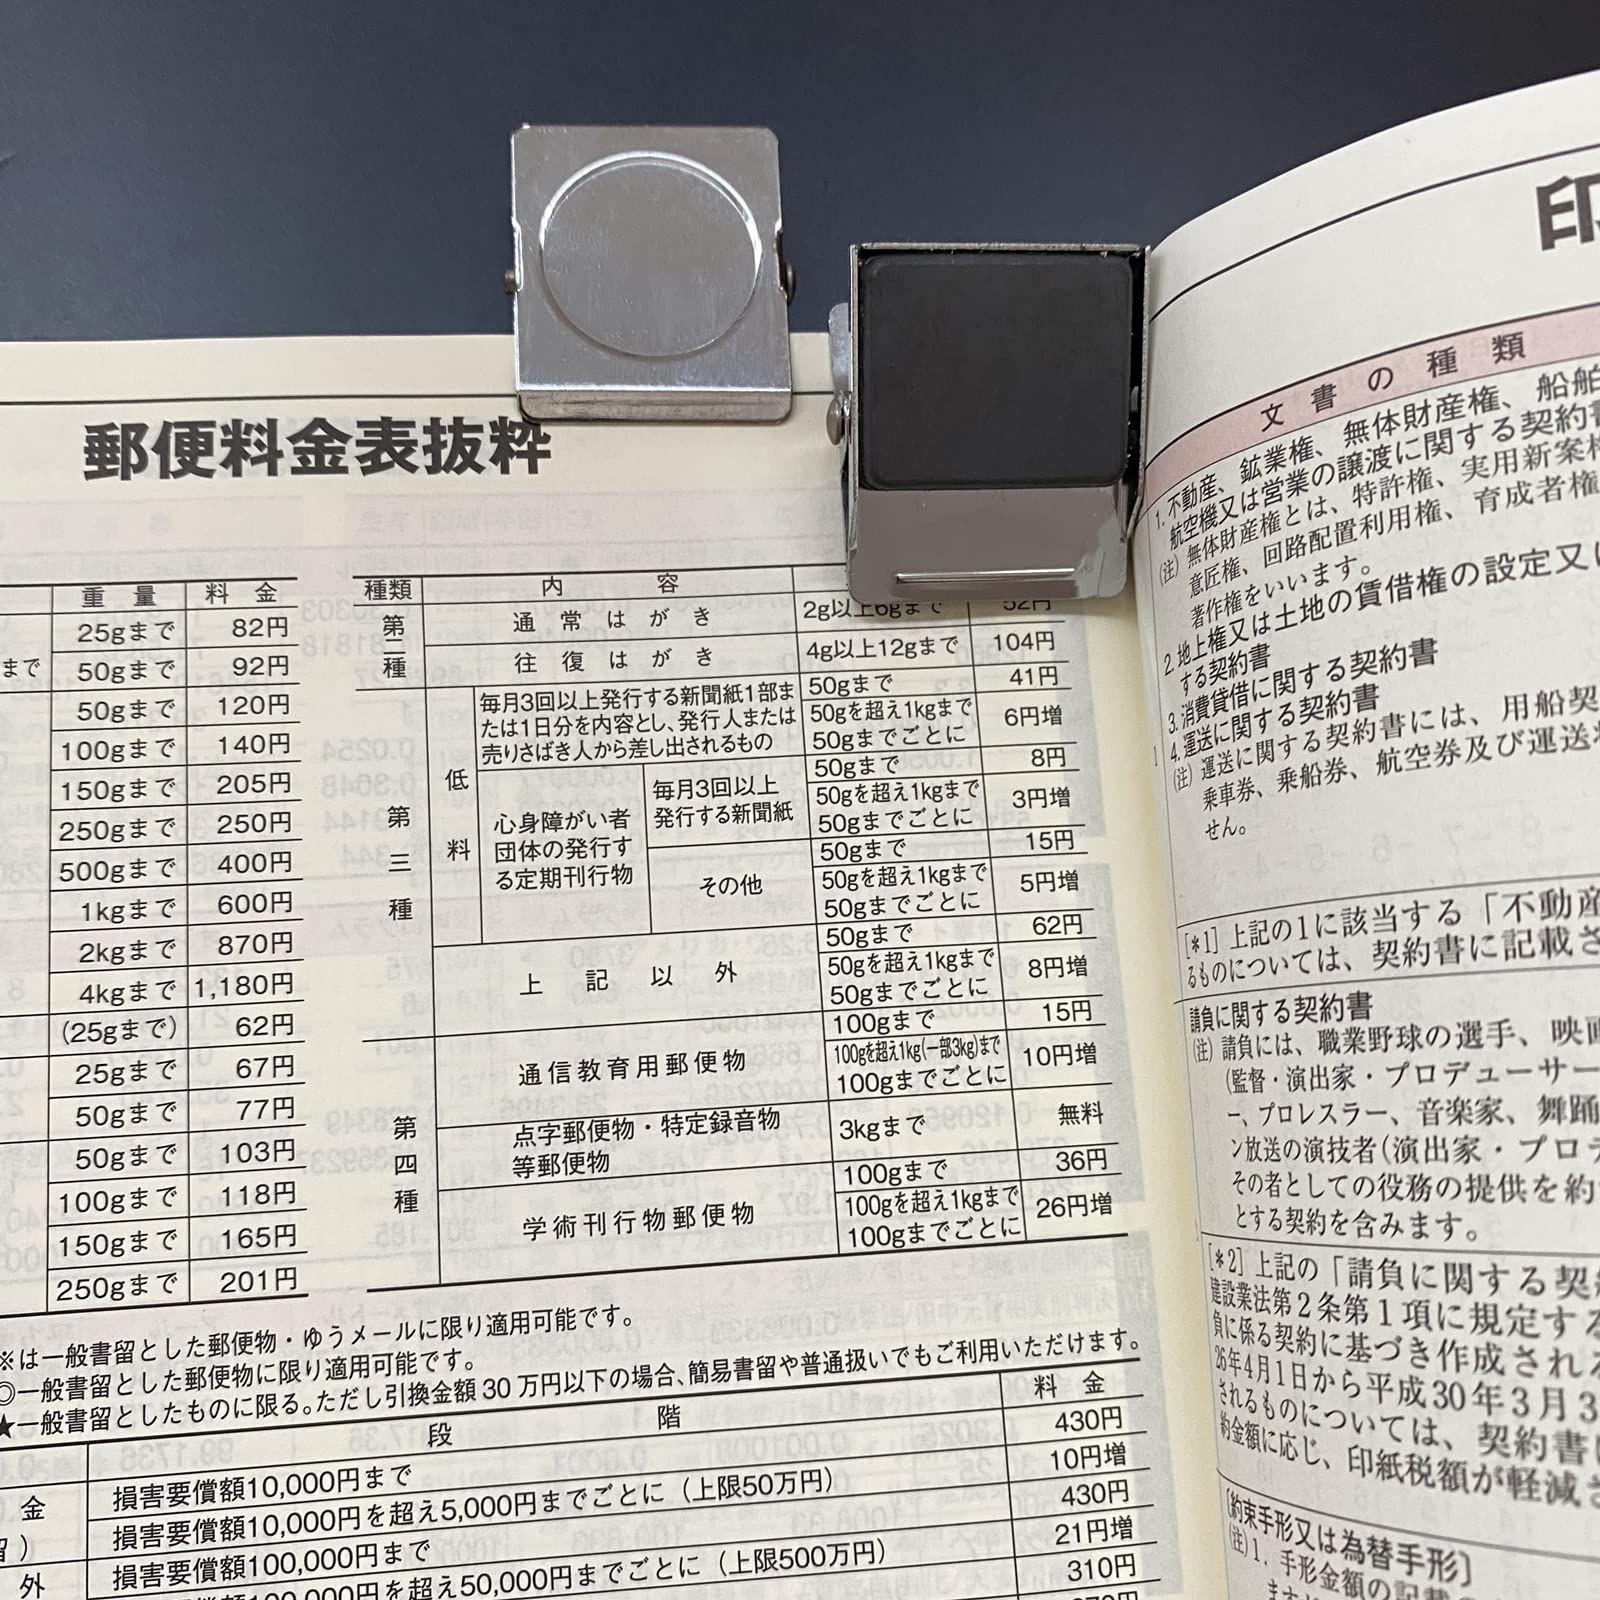 郵便料金表抜粋
重量 料金
25gまで 82円
まで 50gまで 92円
50gまで 120円
100gまで 140円
150gまで 205円
250gまで 250円
500gまで 400円
1kgまで 600円
2kgまで 870円
4kgまで 1,180円
(25gまで) 62円
25gまで 67円
50gまで 77円
50gまで 103円
100gまで 118円
150gまで 165円
250gまで 201円
種類 内容
第二種
通常はがき 2g以上6gまで 52円
往復はがき 4g以上12gまで 104円
第三種
低料
毎月3回以上発行する新聞紙1部ま
たは1日分を内容とし、発行人または
売りさばき人から差し出されるもの
50gまで 41円
50gを超え1kgまで
50gまでごとに 6円増
心身障がい者
団体の発行す
る定期刊行物
毎月3回以上
発行する新聞紙
50gまで 8円
50gを超え1kgまで
50gまでごとに 3円増
その他
50gまで 15円
50gを超え1kgまで
50gまでごとに 5円増
上記以外
50gまで 62円
50gを超え1kgまで
50gまでごとに 8円増
第四種
通信教育用郵便物
100gまで 15円
100gを超え1kg(一部3kg)まで
100gまでごとに 10円増
点字郵便物・特定録音物
等郵便物
3kgまで 無料
学術刊行物郵便物
100gまで 36円
100gを超え1kgまで
100gまでごとに 26円増
※は一般書留とした郵便物・ゆうメールに限り適用可能です。
◎一般書留とした郵便物に限り適用可能です。
★一般書留としたものに限る。ただし引換金額30万円以下の場合、簡易書留や普通扱いでもご利用いただけます。
段階 料金
損害要償額10,000円まで 430円
損害要償額10,000円を超え5,000円までごとに(上限50万円) 10円増
損害要償額100,000円まで 430円
を超え50,000円までごとに(上限500万円) 21円増
310円
金
外
印
文書の種類
1.不動産、鉱業権、無体財産権、船舶
航空機又は営業の譲渡に関する契約書
(注) 無体財産権とは、特許権、実用新案権
意匠権、回路配置利用権、育成者権
著作権をいいます。
2.地上権又は土地の賃借権の設定又は
する契約書
3.消費貸借に関する契約書
4.運送に関する契約書
(注) 運送に関する契約書には、用船契
乗車券、乗船券、航空券及び運送
せん。
[*1] 上記の1に該当する「不動産
るものについては、契約書に記載さ
請負に関する契約書
(注) 請負には、職業野球の選手、映画
(監督・演出家・プロデューサー
ー、プロレスラー、音楽家、舞踊
ン放送の演技者(演出家・プロデ
その者としての役務の提供を約
とする契約を含みます。
[*2] 上記の「請負に関する契
建設業法第2条第1項に規定する
負に係る契約に基づき作成される
26年4月1日から平成30年3月3
されるものについては、契約書
約金額に応じ、印紙税額が軽減さ
[約束手形又は為替手形]
(注)1. 手形金額の記載